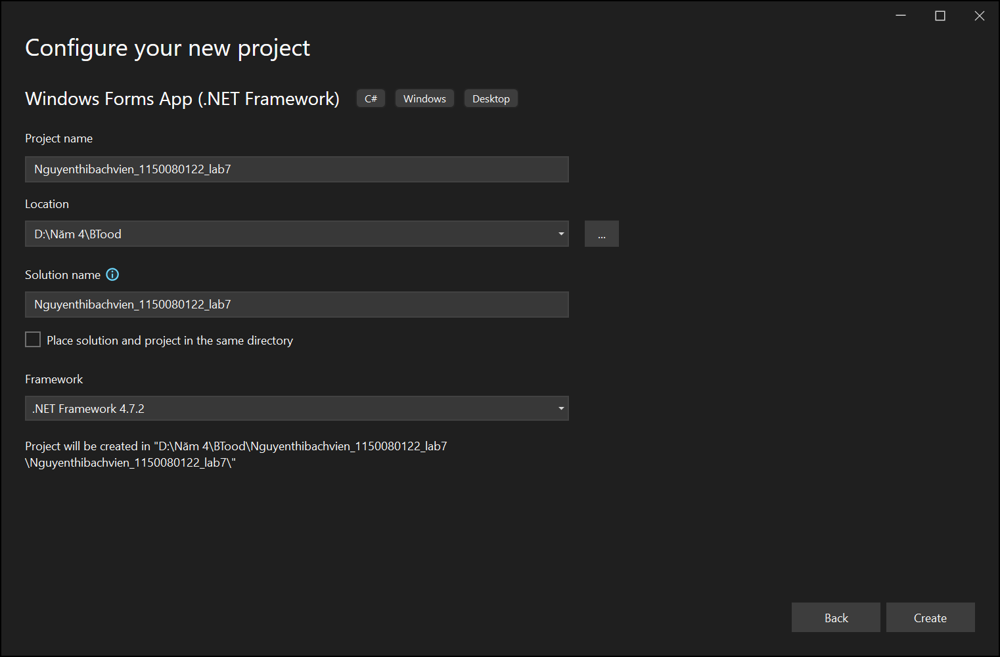 Configure your new project
Windows Forms App (.NET Framework) C# Windows Desktop
Project name
Nguyenthibachvien_1150080122_lab7
Location
D:\Năm 4\BTood
...
Solution name
Nguyenthibachvien_1150080122_lab7
Place solution and project in the same directory
Framework
.NET Framework 4.7.2
Project will be created in "D:\Năm 4\BTood\Nguyenthibachvien_1150080122_lab7
\Nguyenthibachvien_1150080122_lab7\"
Back Create